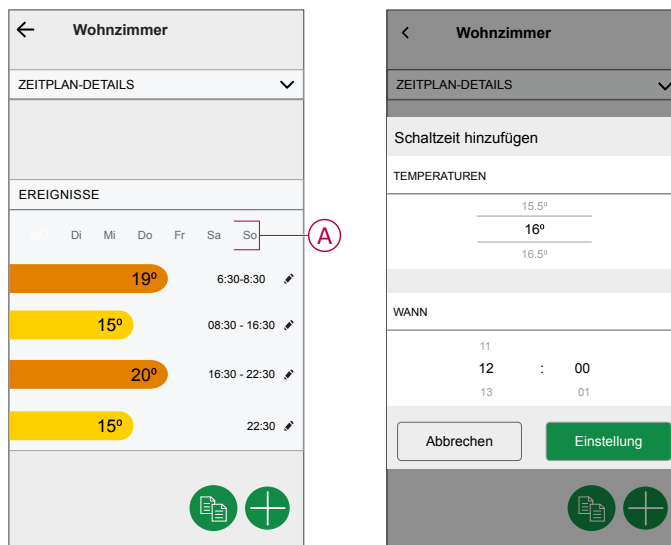 Wohnzimmer
ZEITPLAN-DETAILS
EREIGNISSE
MO Di Mi Do Fr Sa So
A
19º 6:30-8:30
15º 08:30 - 16:30
20º 16:30 - 22:30
15º 22:30
Wohnzimmer
ZEITPLAN-DETAILS
Schaltzeit hinzufügen
TEMPERATUREN
15.5º
16º
16.5º
WANN
11
12 : 00
13 01
Abbrechen Einstellung